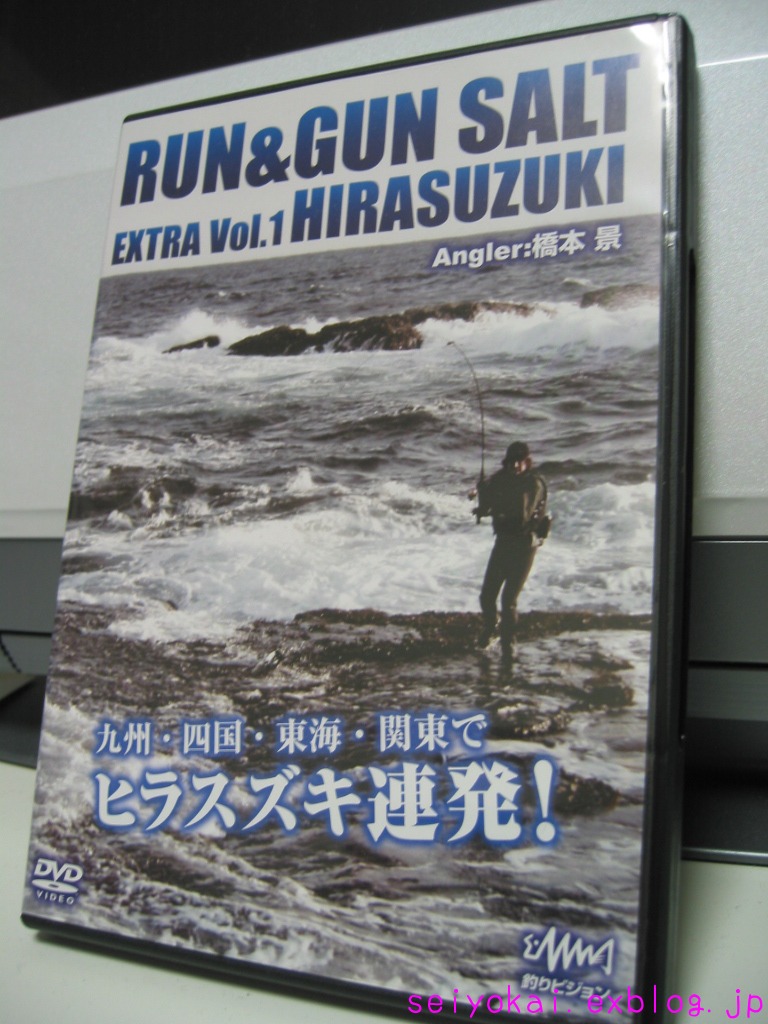 RUN&GUN SALT
EXTRA Vol.1 HIRASUZUKI
Angler:橋本 景
九州・四国・東海・関東で
ヒラスズキ連発!
DVD
VIDEO
釣りビジョン
seiyokai.exblog.jp